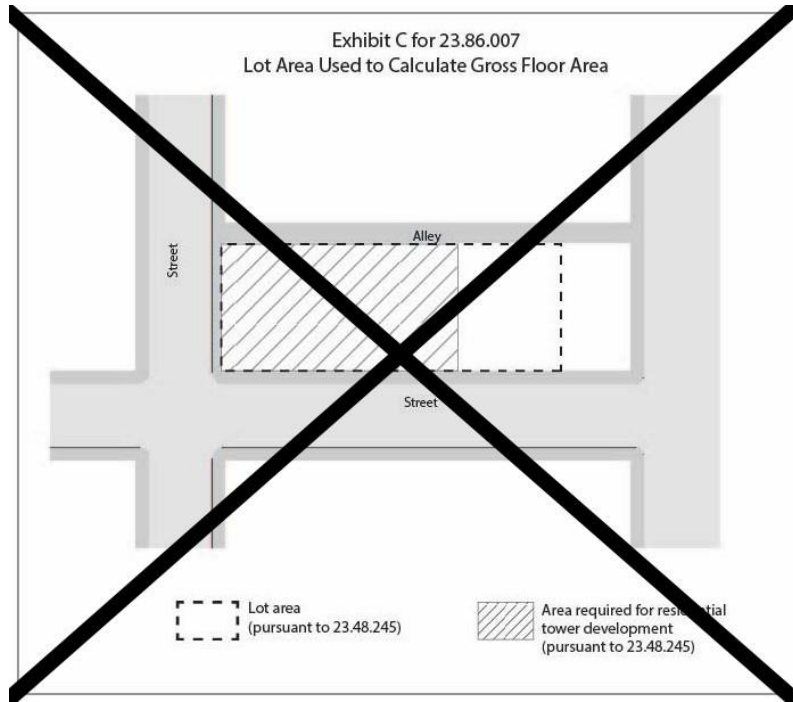 Exhibit C for 23.86.007
Lot Area Used to Calculate Gross Floor Area
Street
Alley
Street
Lot area
(pursuant to 23.48.245)
Area required for residential
tower development
(pursuant to 23.48.245)